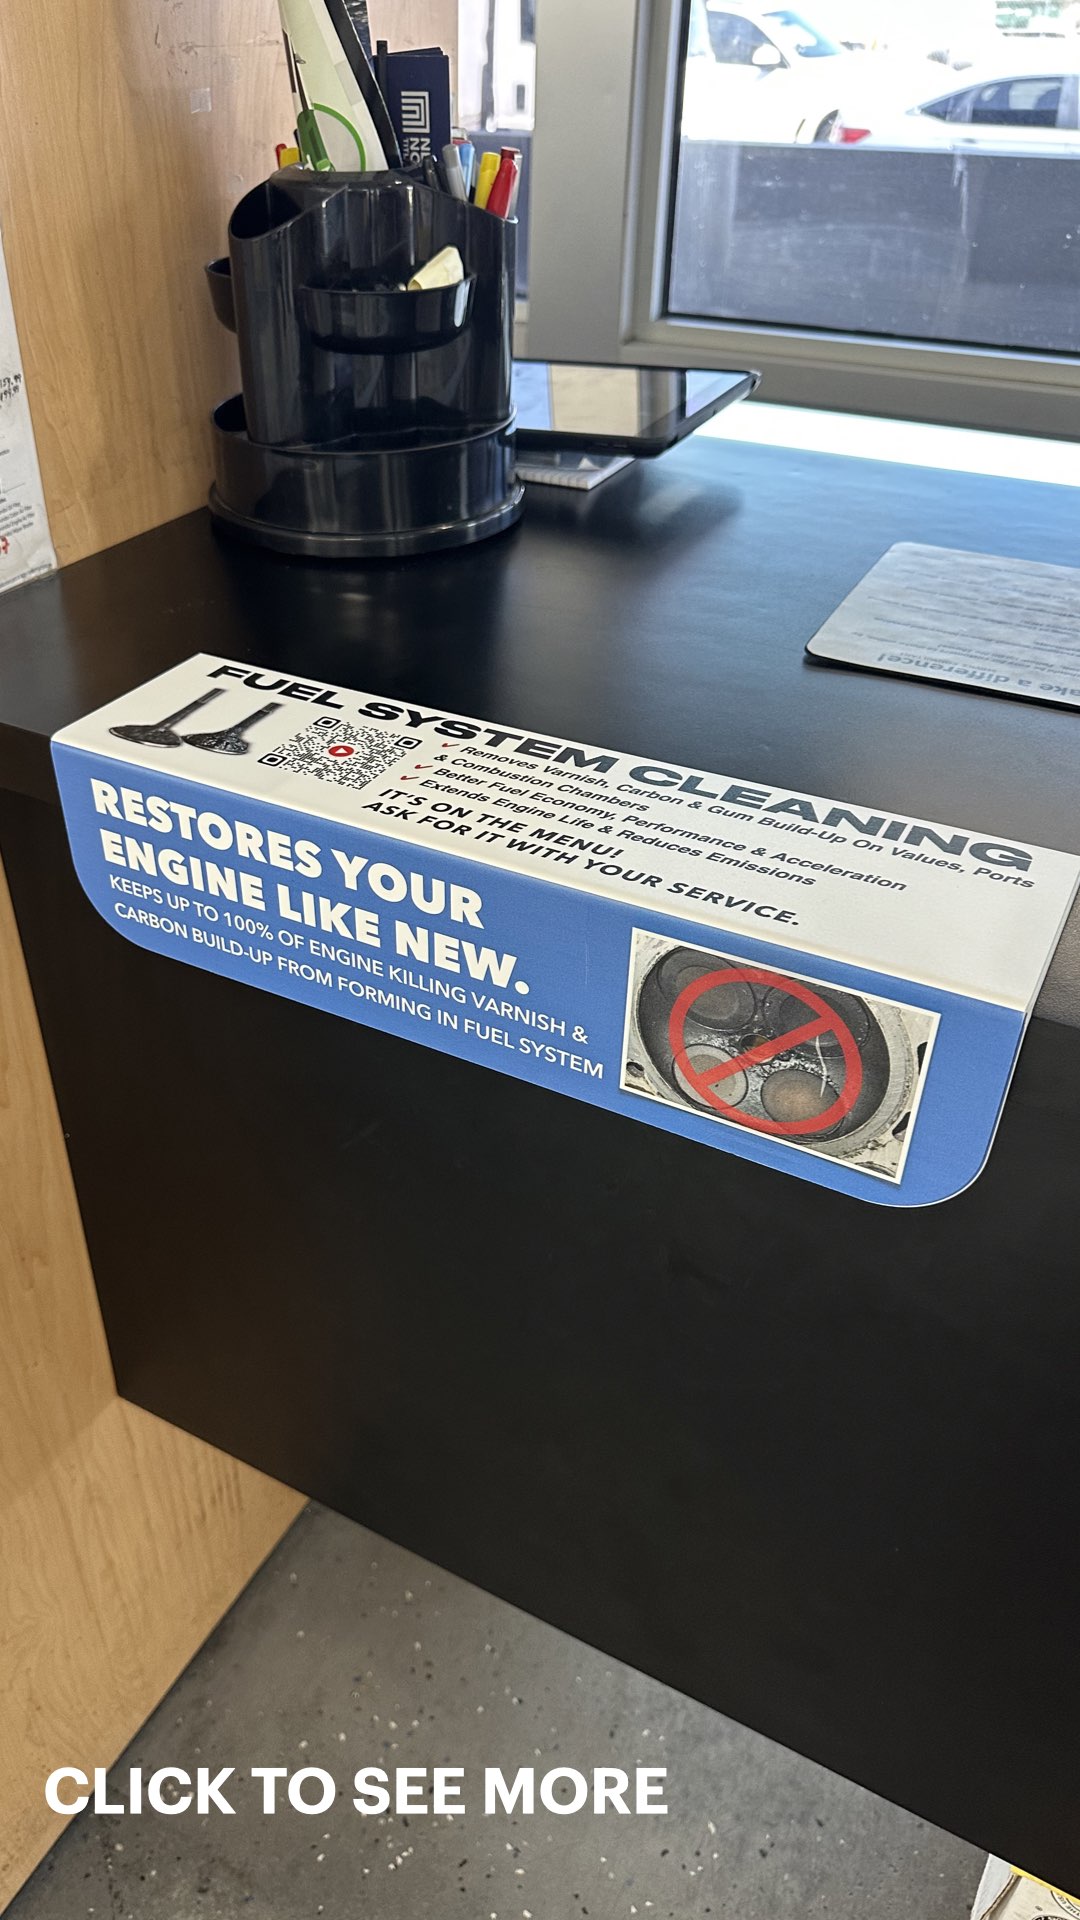 FUEL SYSTEM CLEANING
✓ Removes Varnish, Carbon & Gum Build-Up On Values, Ports
& Combustion Chambers
✓ Better Fuel Economy, Performance & Acceleration
✓ Extends Engine Life & Reduces Emissions
IT'S ON THE MENU!
ASK FOR IT WITH YOUR SERVICE.
RESTORES YOUR
ENGINE LIKE NEW.
KEEPS UP TO 100% OF ENGINE KILLING VARNISH &
CARBON BUILD-UP FROM FORMING IN FUEL SYSTEM
a difference!
CLICK TO SEE MORE